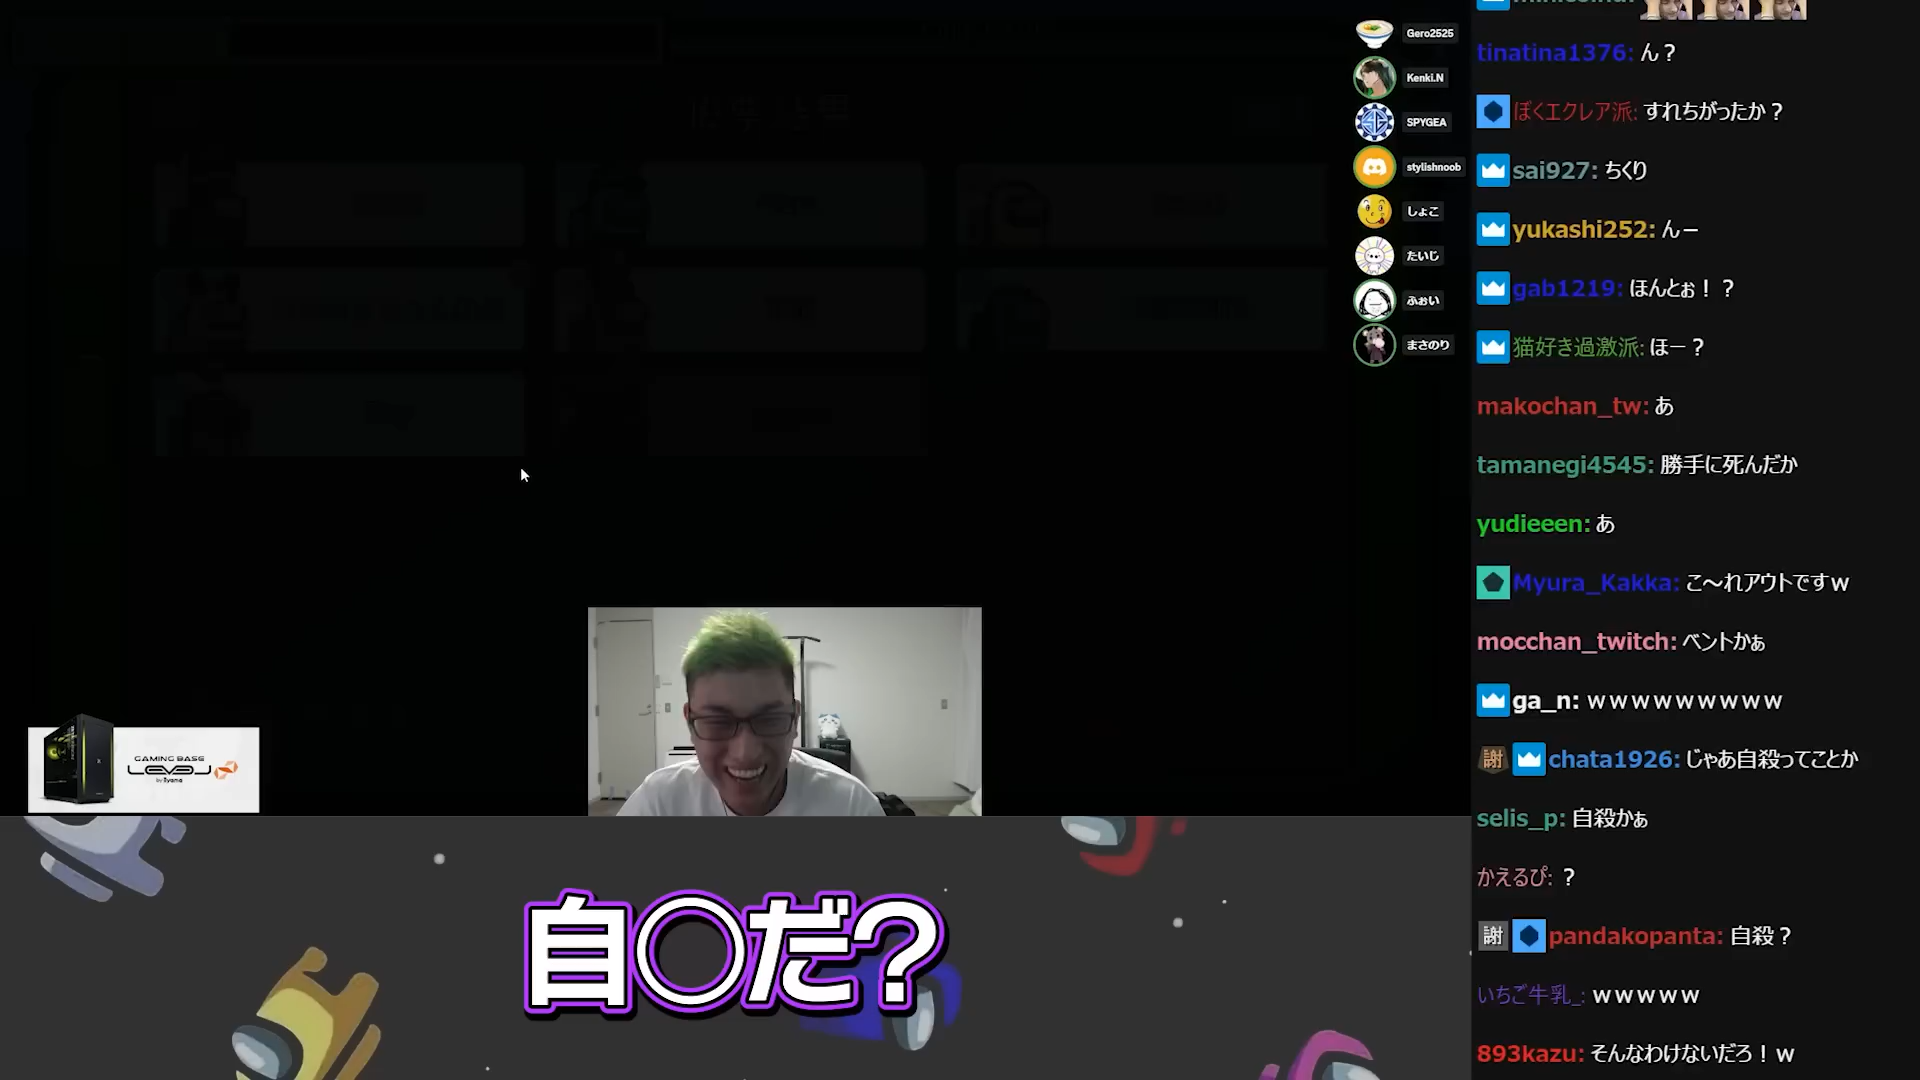 Gero2525
Kenki.N
SPYGEA
stylishnoob
しょこ
たいじ
ふぉい
まさのり
GAMING BASE
LEVEL
by iiyama
自〇だ?
tinatina1376: ん？
ぼくエクレア派: すれちがったか？
sai927: ちくり
yukashi252: んー
gab1219: ほんとぉ！？
猫好き過激派: ほー？
makochan_tw: あ
tamanegi4545: 勝手に死んだか
yudieeen: あ
Myura_Kakka: こ～れアウトですｗ
mocchan_twitch: ベントかぁ
ga_n: ｗｗｗｗｗｗｗｗｗ
謝 chata1926: じゃあ自殺ってことか
selis_p: 自殺かぁ
かえるぴ: ？
謝 pandakopanta: 自殺？
いちご牛乳_: ｗｗｗｗｗ
893kazu: そんなわけないだろ！ｗ